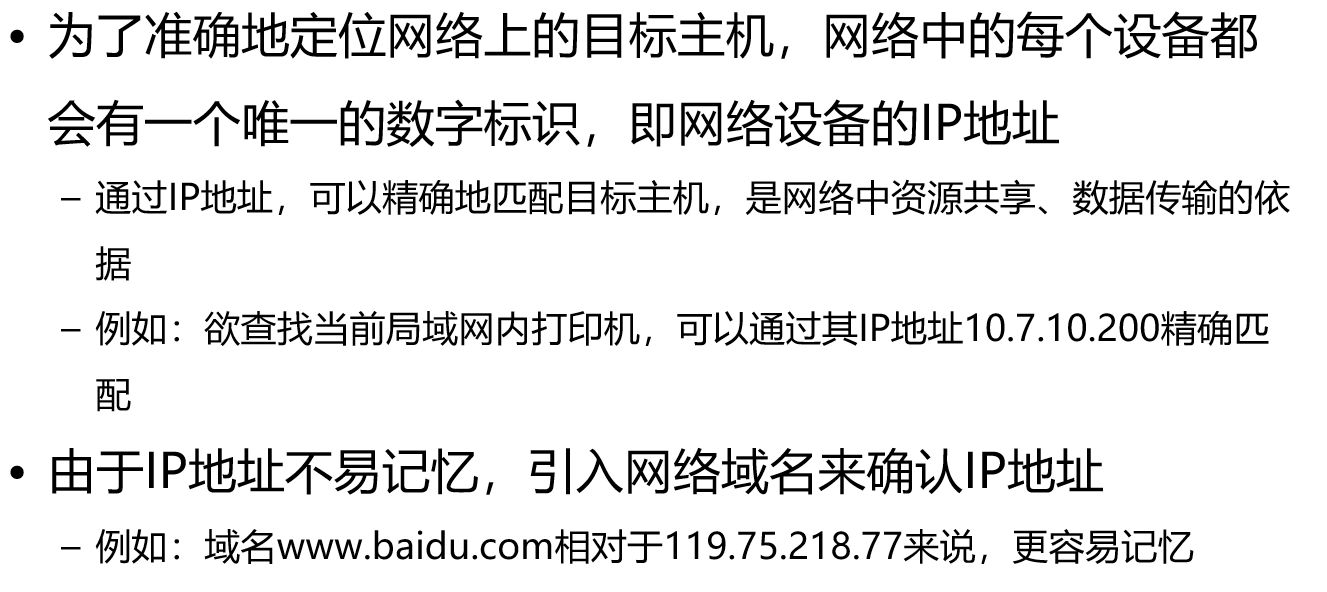 • 为了准确地定位网络上的目标主机，网络中的每个设备都
会有一个唯一的数字标识，即网络设备的IP地址
– 通过IP地址，可以精确地匹配目标主机，是网络中资源共享、数据传输的依
据
– 例如：欲查找当前局域网内打印机，可以通过其IP地址10.7.10.200精确匹
配
• 由于IP地址不易记忆，引入网络域名来确认IP地址
– 例如：域名www.baidu.com相对于119.75.218.77来说，更容易记忆